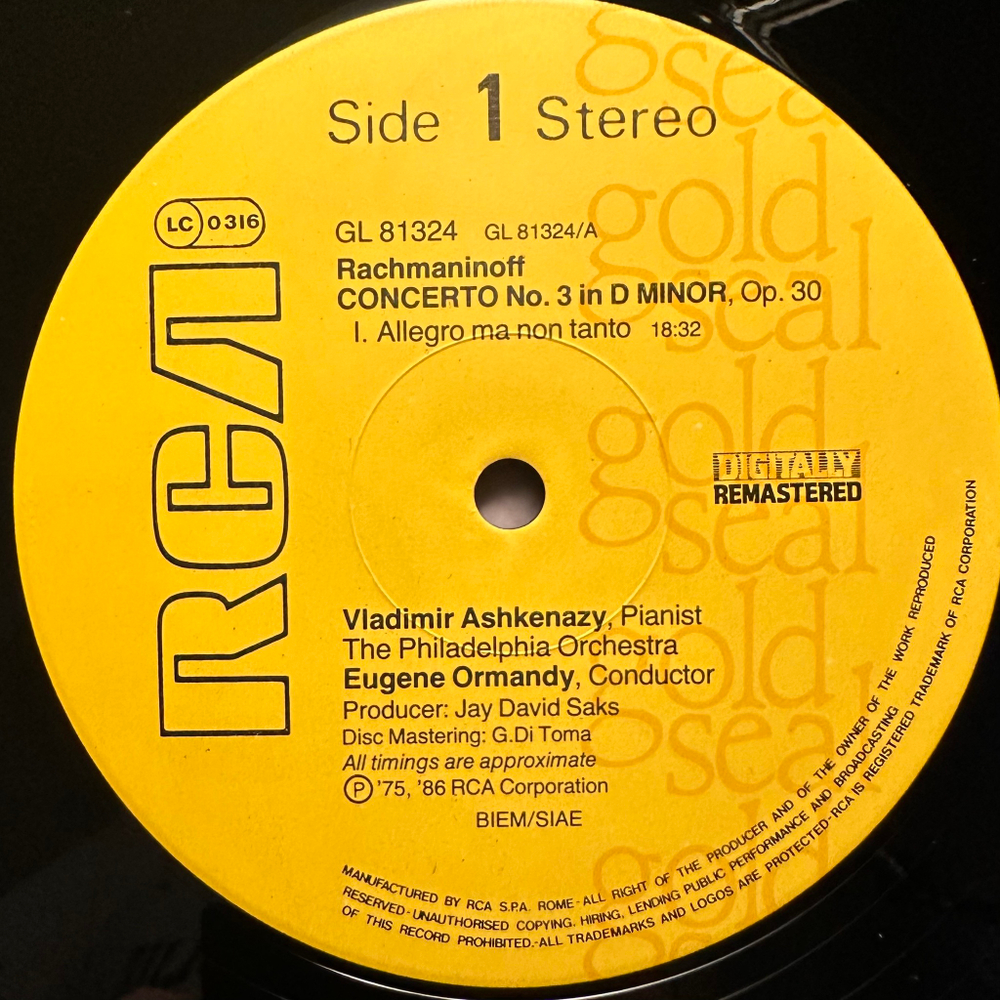 gold
seal
Side 1 Stereo
LC 0316
GL 81324 GL 81324/A
gold
Rachmaninoff
CONCERTO No. 3 in D MINOR, Op. 30
I. Allegro ma non tanto 18:32
seal
RCA
gold
DIGITALLY
REMASTERED
seal
Vladimir Ashkenazy, Pianist
The Philadelphia Orchestra
gold
Eugene Ormandy, Conductor
Producer: Jay David Saks
Disc Mastering: G.Di Toma
seal
All timings are approximate
℗ '75, '86 RCA Corporation
BIEM/SIAE
gold
MANUFACTURED BY RCA S.P.A. ROME-ALL RIGHT OF THE PRODUCER AND OF THE OWNER OF THE WORK REPRODUCED
RESERVED-UNAUTHORISED COPYING, HIRING, LENDING PUBLIC PERFORMANCE AND BROADCASTING
OF THIS RECORD PROHIBITED.-ALL TRADEMARKS AND LOGOS ARE PROTECTED-RCA IS REGISTERED TRADEMARK OF RCA CORPORATION